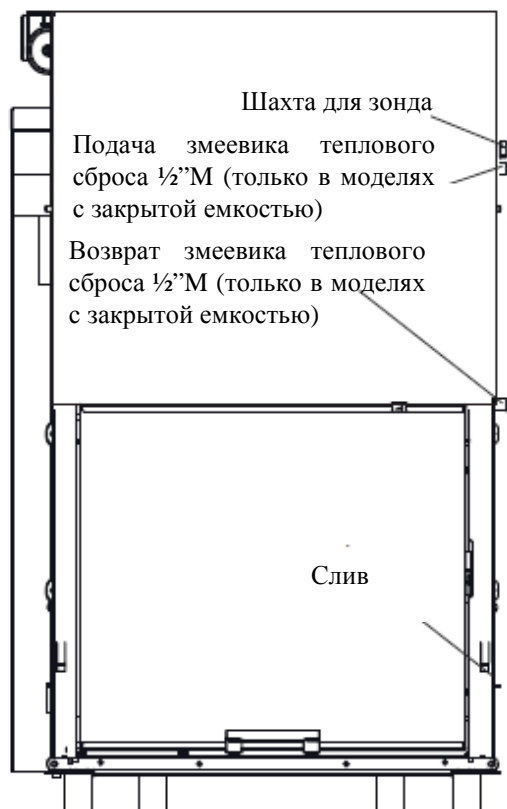 Шахта для зонда
Подача змеевика теплового
сброса ½”М (только в моделях
с закрытой емкостью)
Возврат змеевика теплового
сброса ½”М (только в моделях
с закрытой емкостью)
Слив